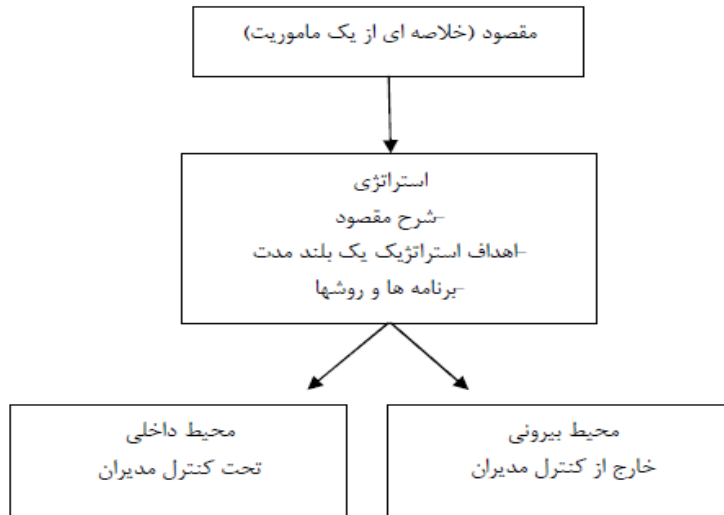 مقصود (خلاصه ای از یک ماموریت)
استراتژی
-شرح مقصود
-اهداف استراتژیک یک بلند مدت
-برنامه ها و روشها
محیط بیرونی
خارج از کنترل مدیران
محیط داخلی
تحت کنترل مدیران